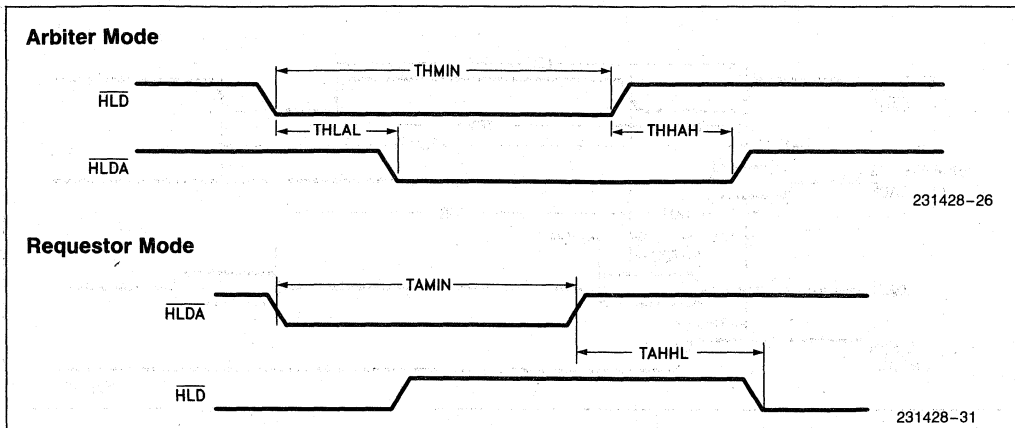 Arbiter Mode
THMIN
HLD
THLAL
THHAH
HLDA
231428-26
Requestor Mode
TAMIN
HLDA
TAHHL
HLD
231428-31